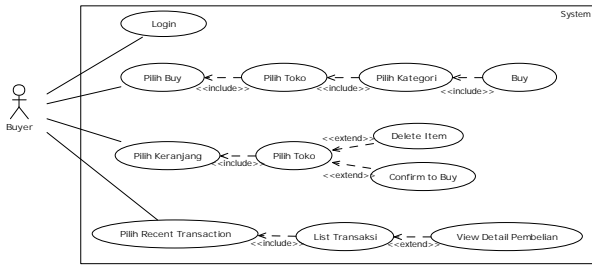 System
Login
Pilih Buy
Pilih Toko
Pilih Kategori
Buy
<<include>>
<<include>>
<<include>>
Buyer
<<extend>>
Delete Item
Pilih Keranjang
Pilih Toko
<<include>>
<<extend>>
Confirm to Buy
Pilih Recent Transaction
List Transaksi
View Detail Pembelian
<<include>>
<<extend>>